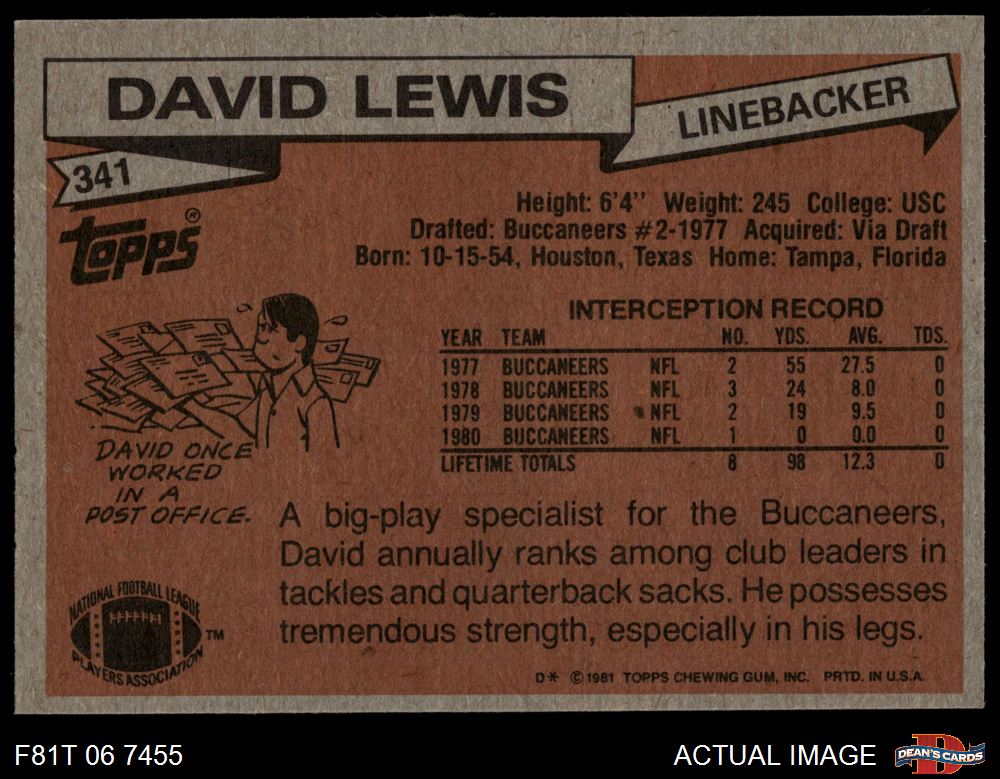 DAVID LEWIS
LINEBACKER
341
topps®
Height: 6'4" Weight: 245 College: USC
Drafted: Buccaneers #2-1977 Acquired: Via Draft
Born: 10-15-54, Houston, Texas Home: Tampa, Florida
INTERCEPTION RECORD
YEAR TEAM NO. YDS. AVG. TDS.
1977 BUCCANEERS NFL 2 55 27.5 0
1978 BUCCANEERS NFL 3 24 8.0 0
1979 BUCCANEERS NFL 2 19 9.5 0
1980 BUCCANEERS NFL 1 0 0.0 0
LIFETIME TOTALS 8 98 12.3 0
DAVID ONCE
WORKED
IN A
POST OFFICE.
A big-play specialist for the Buccaneers,
David annually ranks among club leaders in
tackles and quarterback sacks. He possesses
tremendous strength, especially in his legs.
NATIONAL FOOTBALL LEAGUE
PLAYERS ASSOCIATION
TM
D* © 1981 TOPPS CHEWING GUM, INC. PRTD. IN U.S.A.
F81T 06 7455
ACTUAL IMAGE
D
DEAN'S CARDS